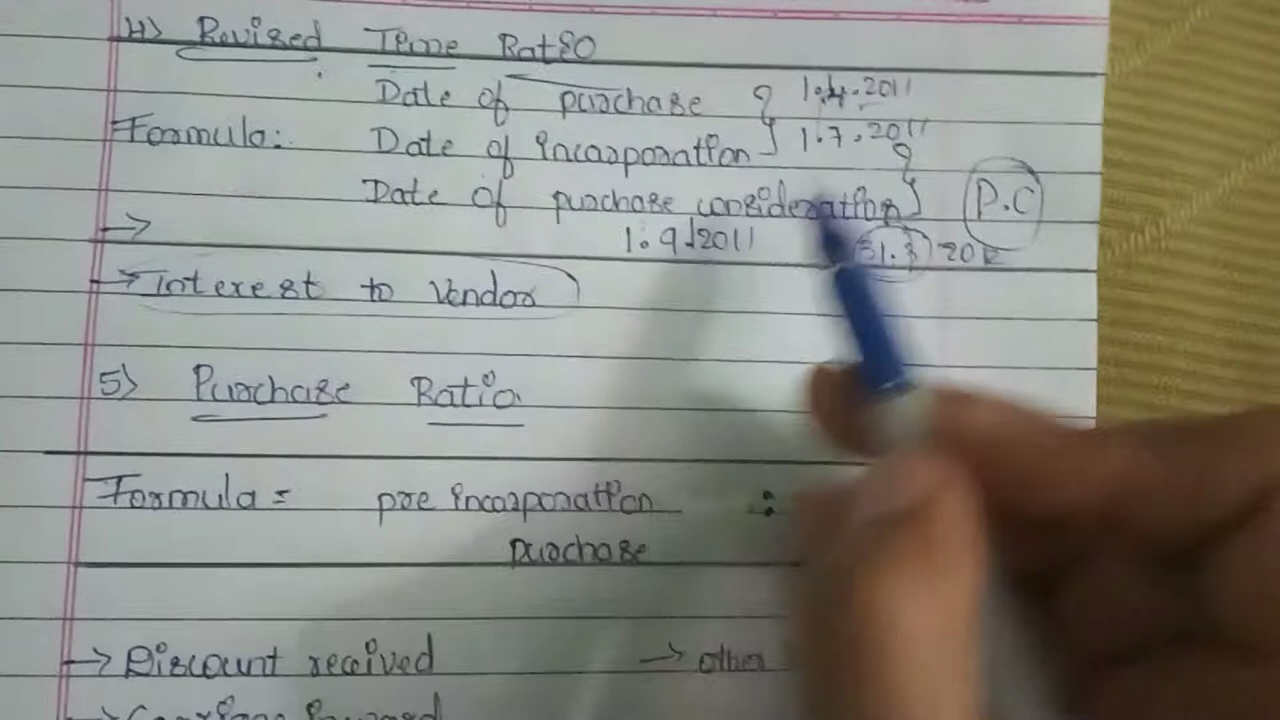 4) Revised Time Ratio
Date of purchase } 1.4.2011
Formula: Date of incorporation } 1.7.2011
Date of purchase consideration } P.C
→ 1.9.2011 31.3 2012
→ Interest to Vendor
5) Purchase Ratio
Formula = pre incorporation :
purchase
→ Discount received → other